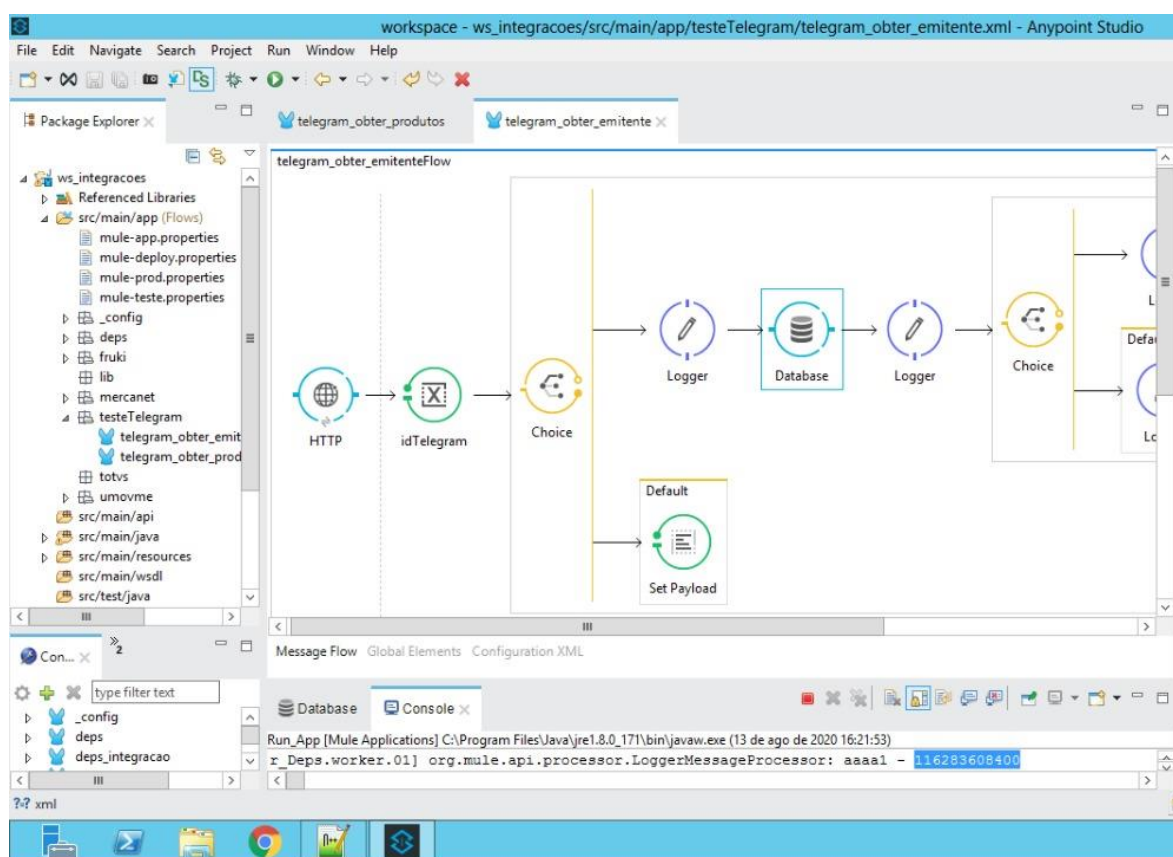 workspace - ws_integracoes/src/main/app/testeTelegram/telegram_obter_emitente.xml - Anypoint Studio
File Edit Navigate Search Project Run Window Help
Package Explorer
telegram_obter_produtos
telegram_obter_emitente
ws_integracoes
Referenced Libraries
src/main/app (Flows)
mule-app.properties
mule-deploy.properties
mule-prod.properties
mule-teste.properties
_config
deps
fruki
lib
mercanet
testeTelegram
telegram_obter_emit
telegram_obter_prod
totvs
umovme
src/main/api
src/main/java
src/main/resources
src/main/wsdl
src/test/java
telegram_obter_emitenteFlow
HTTP
idTelegram
Choice
Logger
Database
Logger
Choice
L
Defau
Lo
Default
Set Payload
Message Flow Global Elements Configuration XML
Con...
2
type filter text
_config
deps
deps_integracao
Database
Console
Run_App [Mule Applications] C:\Program Files\Java\jre1.8.0_171\bin\javaw.exe (13 de ago de 2020 16:21:53)
r_Deps.worker.01] org.mule.api.processor.LoggerMessageProcessor: aaaa1 - 116283608400
?-? xml